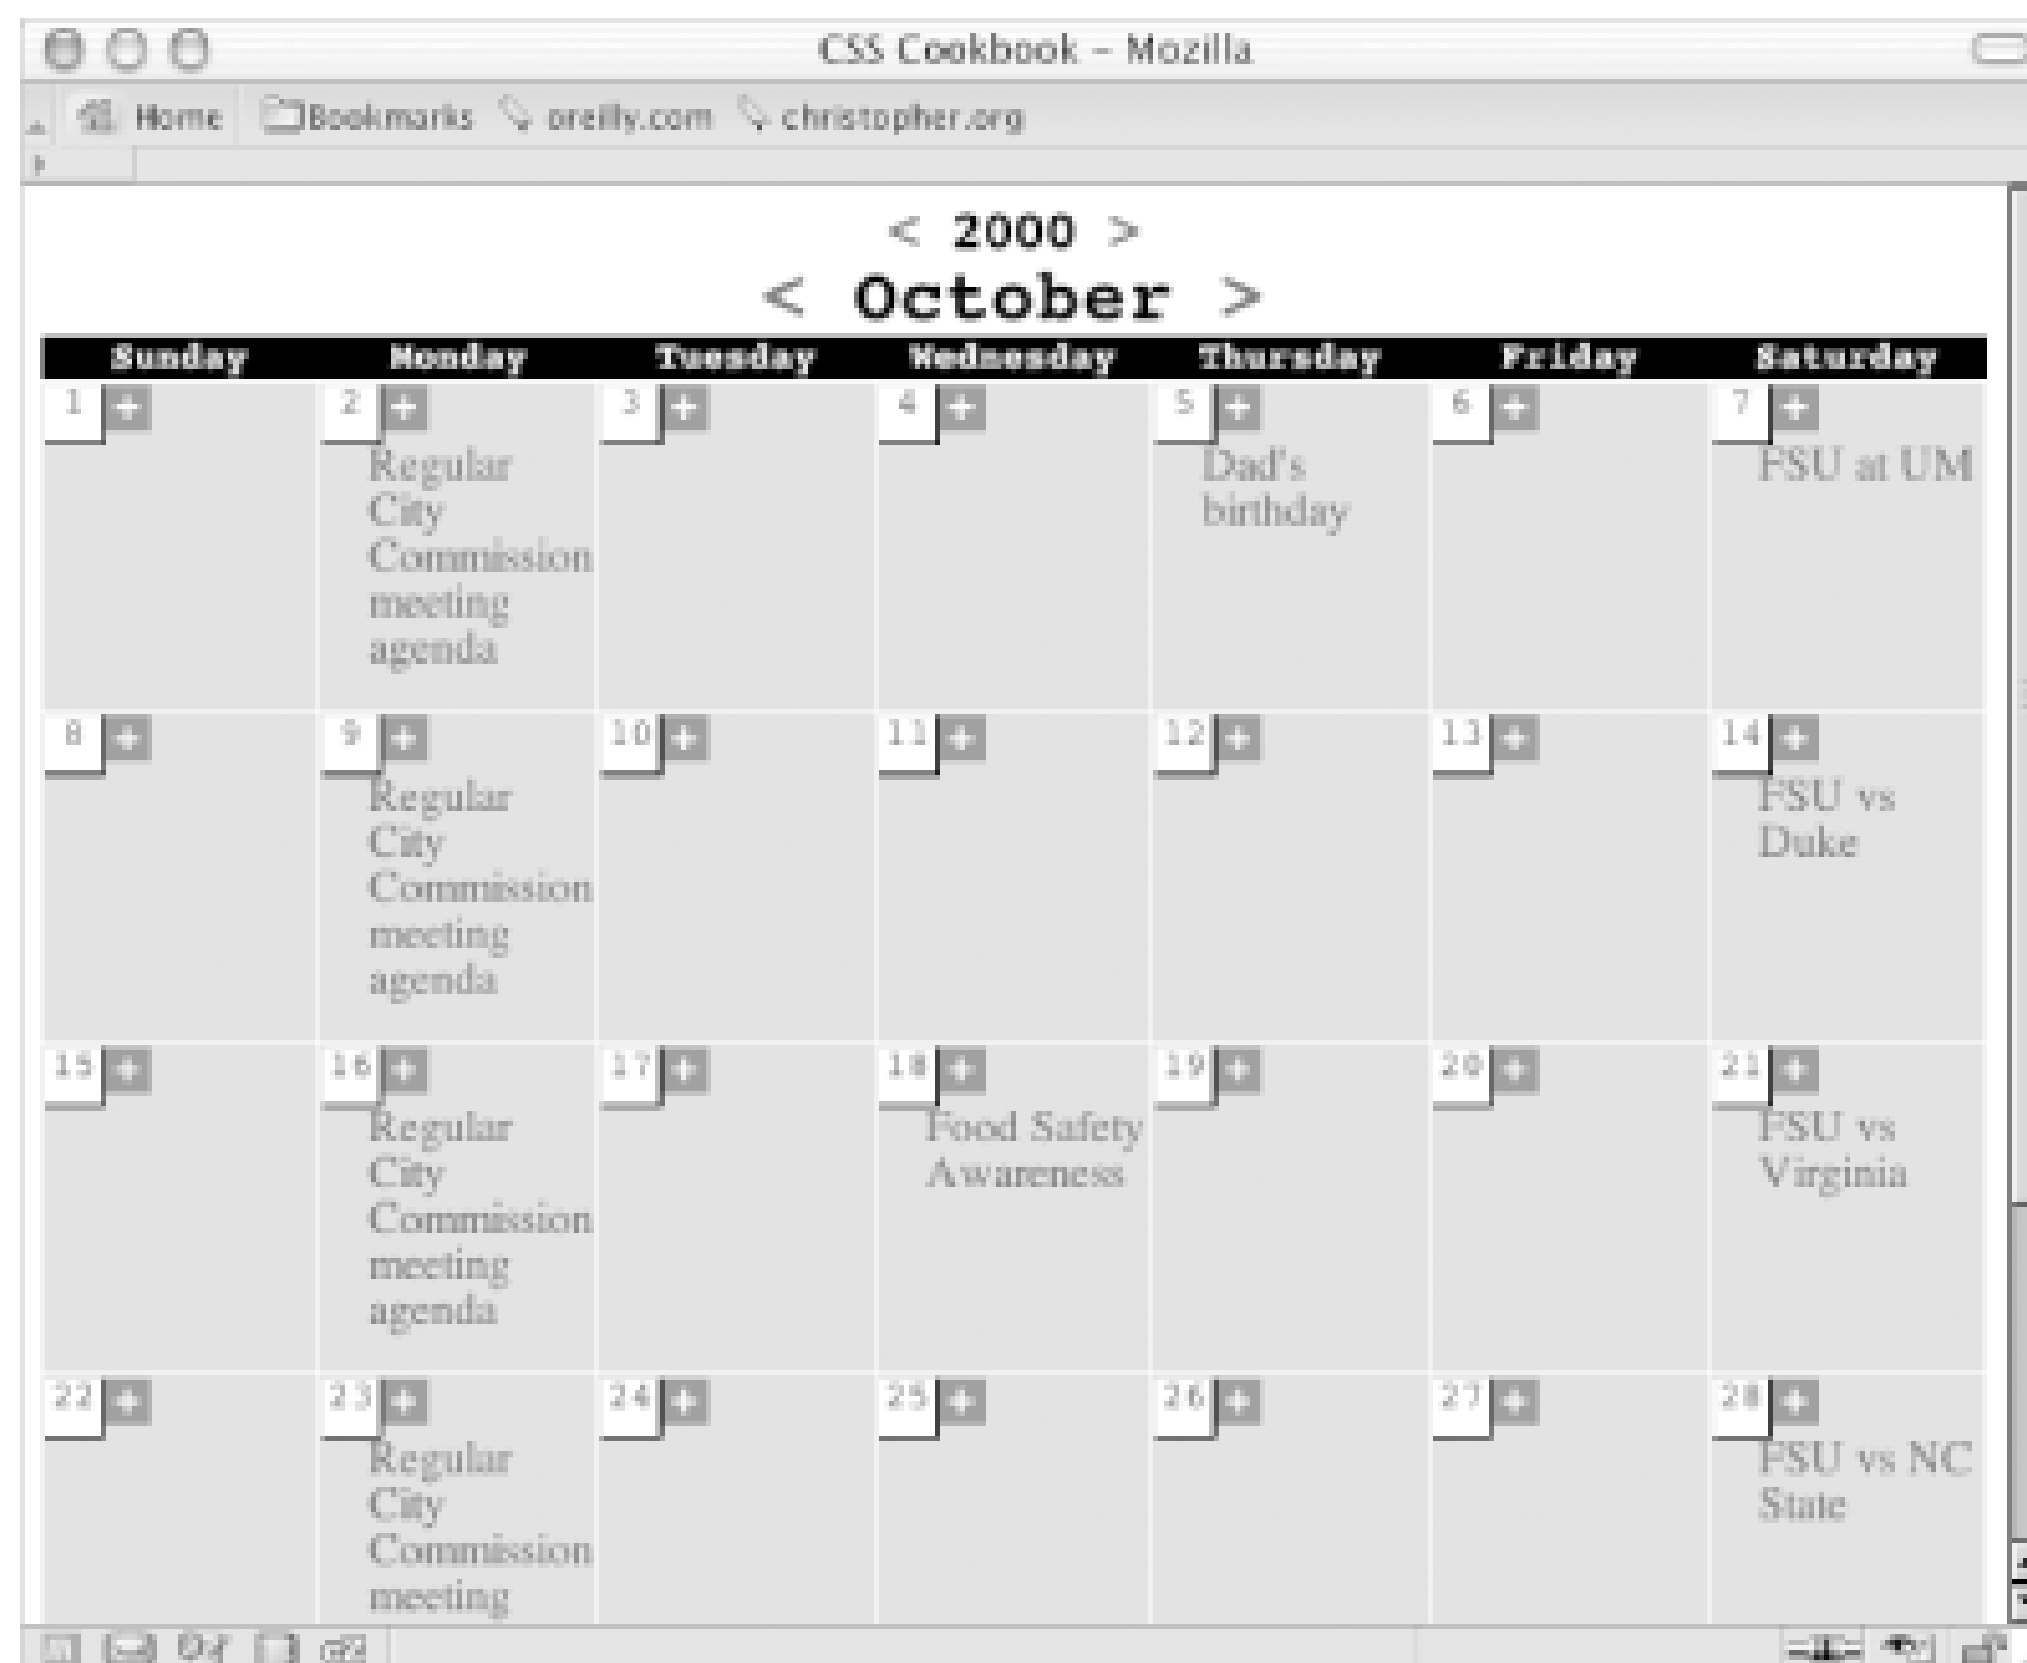 CSS Cookbook – Mozilla
Home Bookmarks oreilly.com christopher.org
< 2000 >
< October >
Sunday Monday Tuesday Wednesday Thursday Friday Saturday
1 + 2 + 3 + 4 + 5 + 6 + 7 +
Regular Dad's FSU at UM
City birthday
Commission
meeting
agenda
8 + 9 + 10 + 11 + 12 + 13 + 14 +
Regular FSU vs
City Duke
Commission
meeting
agenda
15 + 16 + 17 + 18 + 19 + 20 + 21 +
Regular Food Safety FSU vs
City Awareness Virginia
Commission
meeting
agenda
22 + 23 + 24 + 25 + 26 + 27 + 28 +
Regular FSU vs NC
City State
Commission
meeting